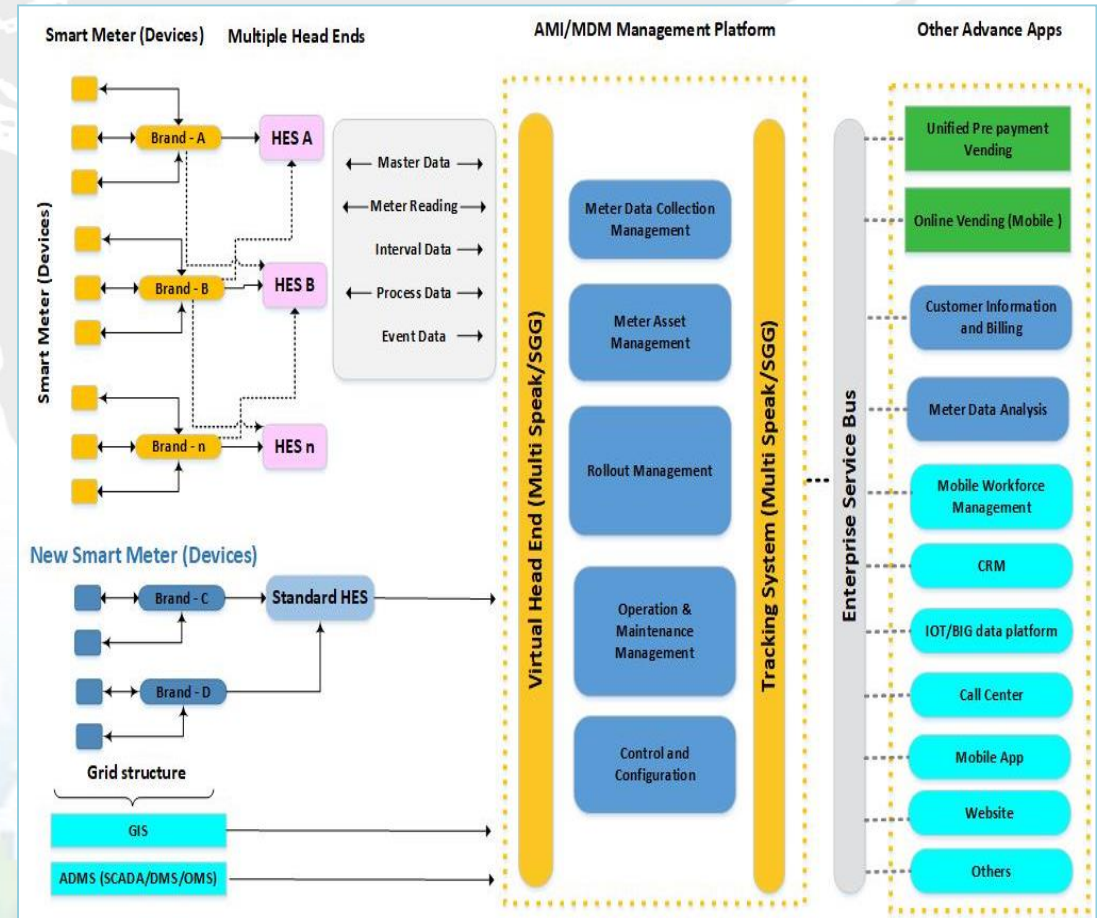 Smart Meter (Devices)
Multiple Head Ends
AMI/MDM Management Platform
Other Advance Apps
Smart Meter (Devices)
Brand - A
HES A
Brand - B
HES B
Brand - n
HES n
Master Data
Meter Reading
Interval Data
Process Data
Event Data
New Smart Meter (Devices)
Brand - C
Standard HES
Brand - D
Grid structure
GIS
ADMS (SCADA/DMS/OMS)
Virtual Head End (Multi Speak/SGG)
Meter Data Collection
Management
Meter Asset
Management
Rollout Management
Operation &
Maintenance
Management
Control and
Configuration
Tracking System (Multi Speak/SGG)
Enterprise Service Bus
Unified Pre payment
Vending
Online Vending (Mobile )
Customer Information
and Billing
Meter Data Analysis
Mobile Workforce
Management
CRM
IOT/BIG data platform
Call Center
Mobile App
Website
Others